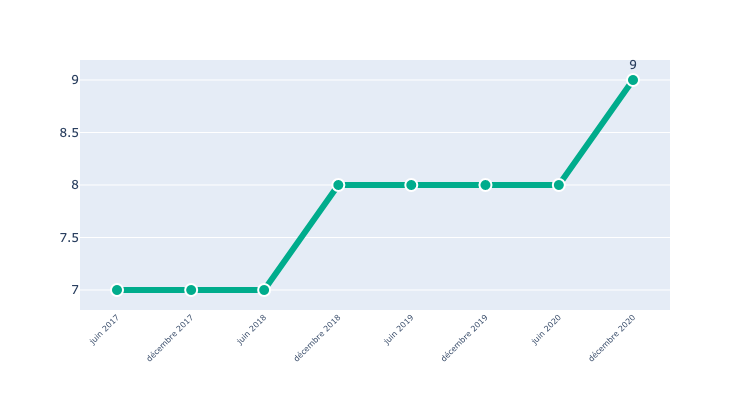 9
9
8.5
8
7.5
7
juin 2017
décembre 2017
juin 2018
décembre 2018
juin 2019
décembre 2019
juin 2020
décembre 2020